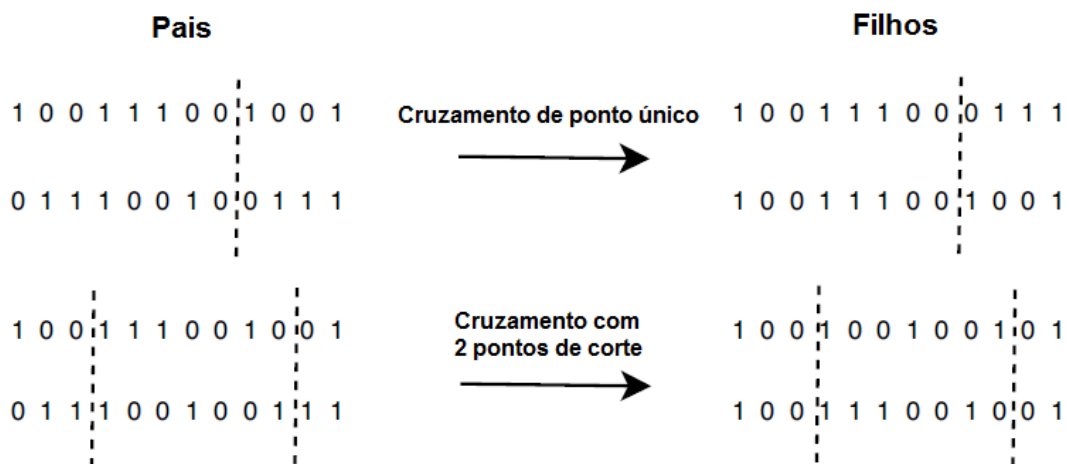 Pais
Filhos
1 0 0 1 1 1 0 0 1 0 0 1
Cruzamento de ponto único
1 0 0 1 1 1 0 0 0 1 1 1
0 1 1 1 0 0 1 0 0 1 1 1
1 0 0 1 1 1 0 0 1 0 0 1
1 0 0 1 1 1 0 0 1 0 0 1
Cruzamento com
2 pontos de corte
1 0 0 1 0 0 1 0 0 1 0 1
0 1 1 1 0 0 1 0 0 1 1 1
1 0 0 1 1 1 0 0 1 0 0 1